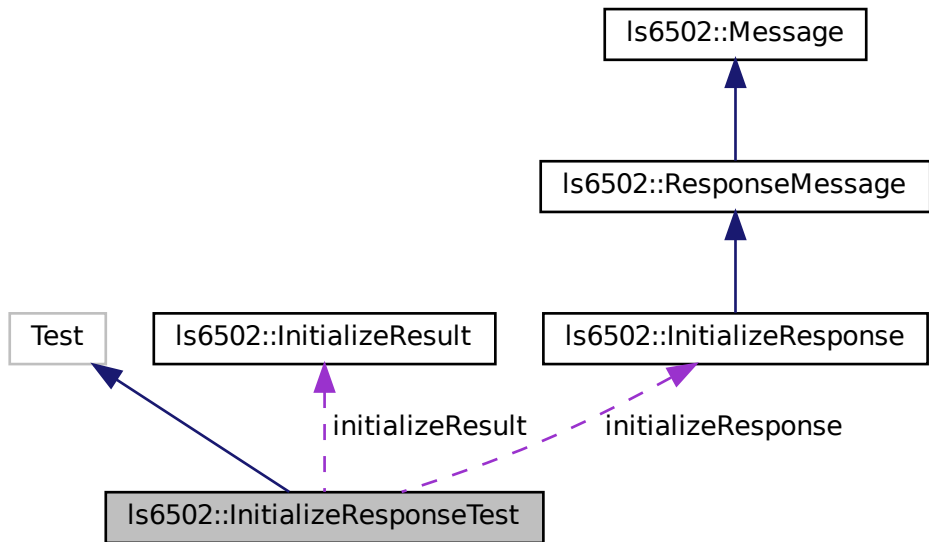 ls6502::Message
ls6502::ResponseMessage
Test
ls6502::InitializeResult
ls6502::InitializeResponse
initializeResult
initializeResponse
ls6502::InitializeResponseTest